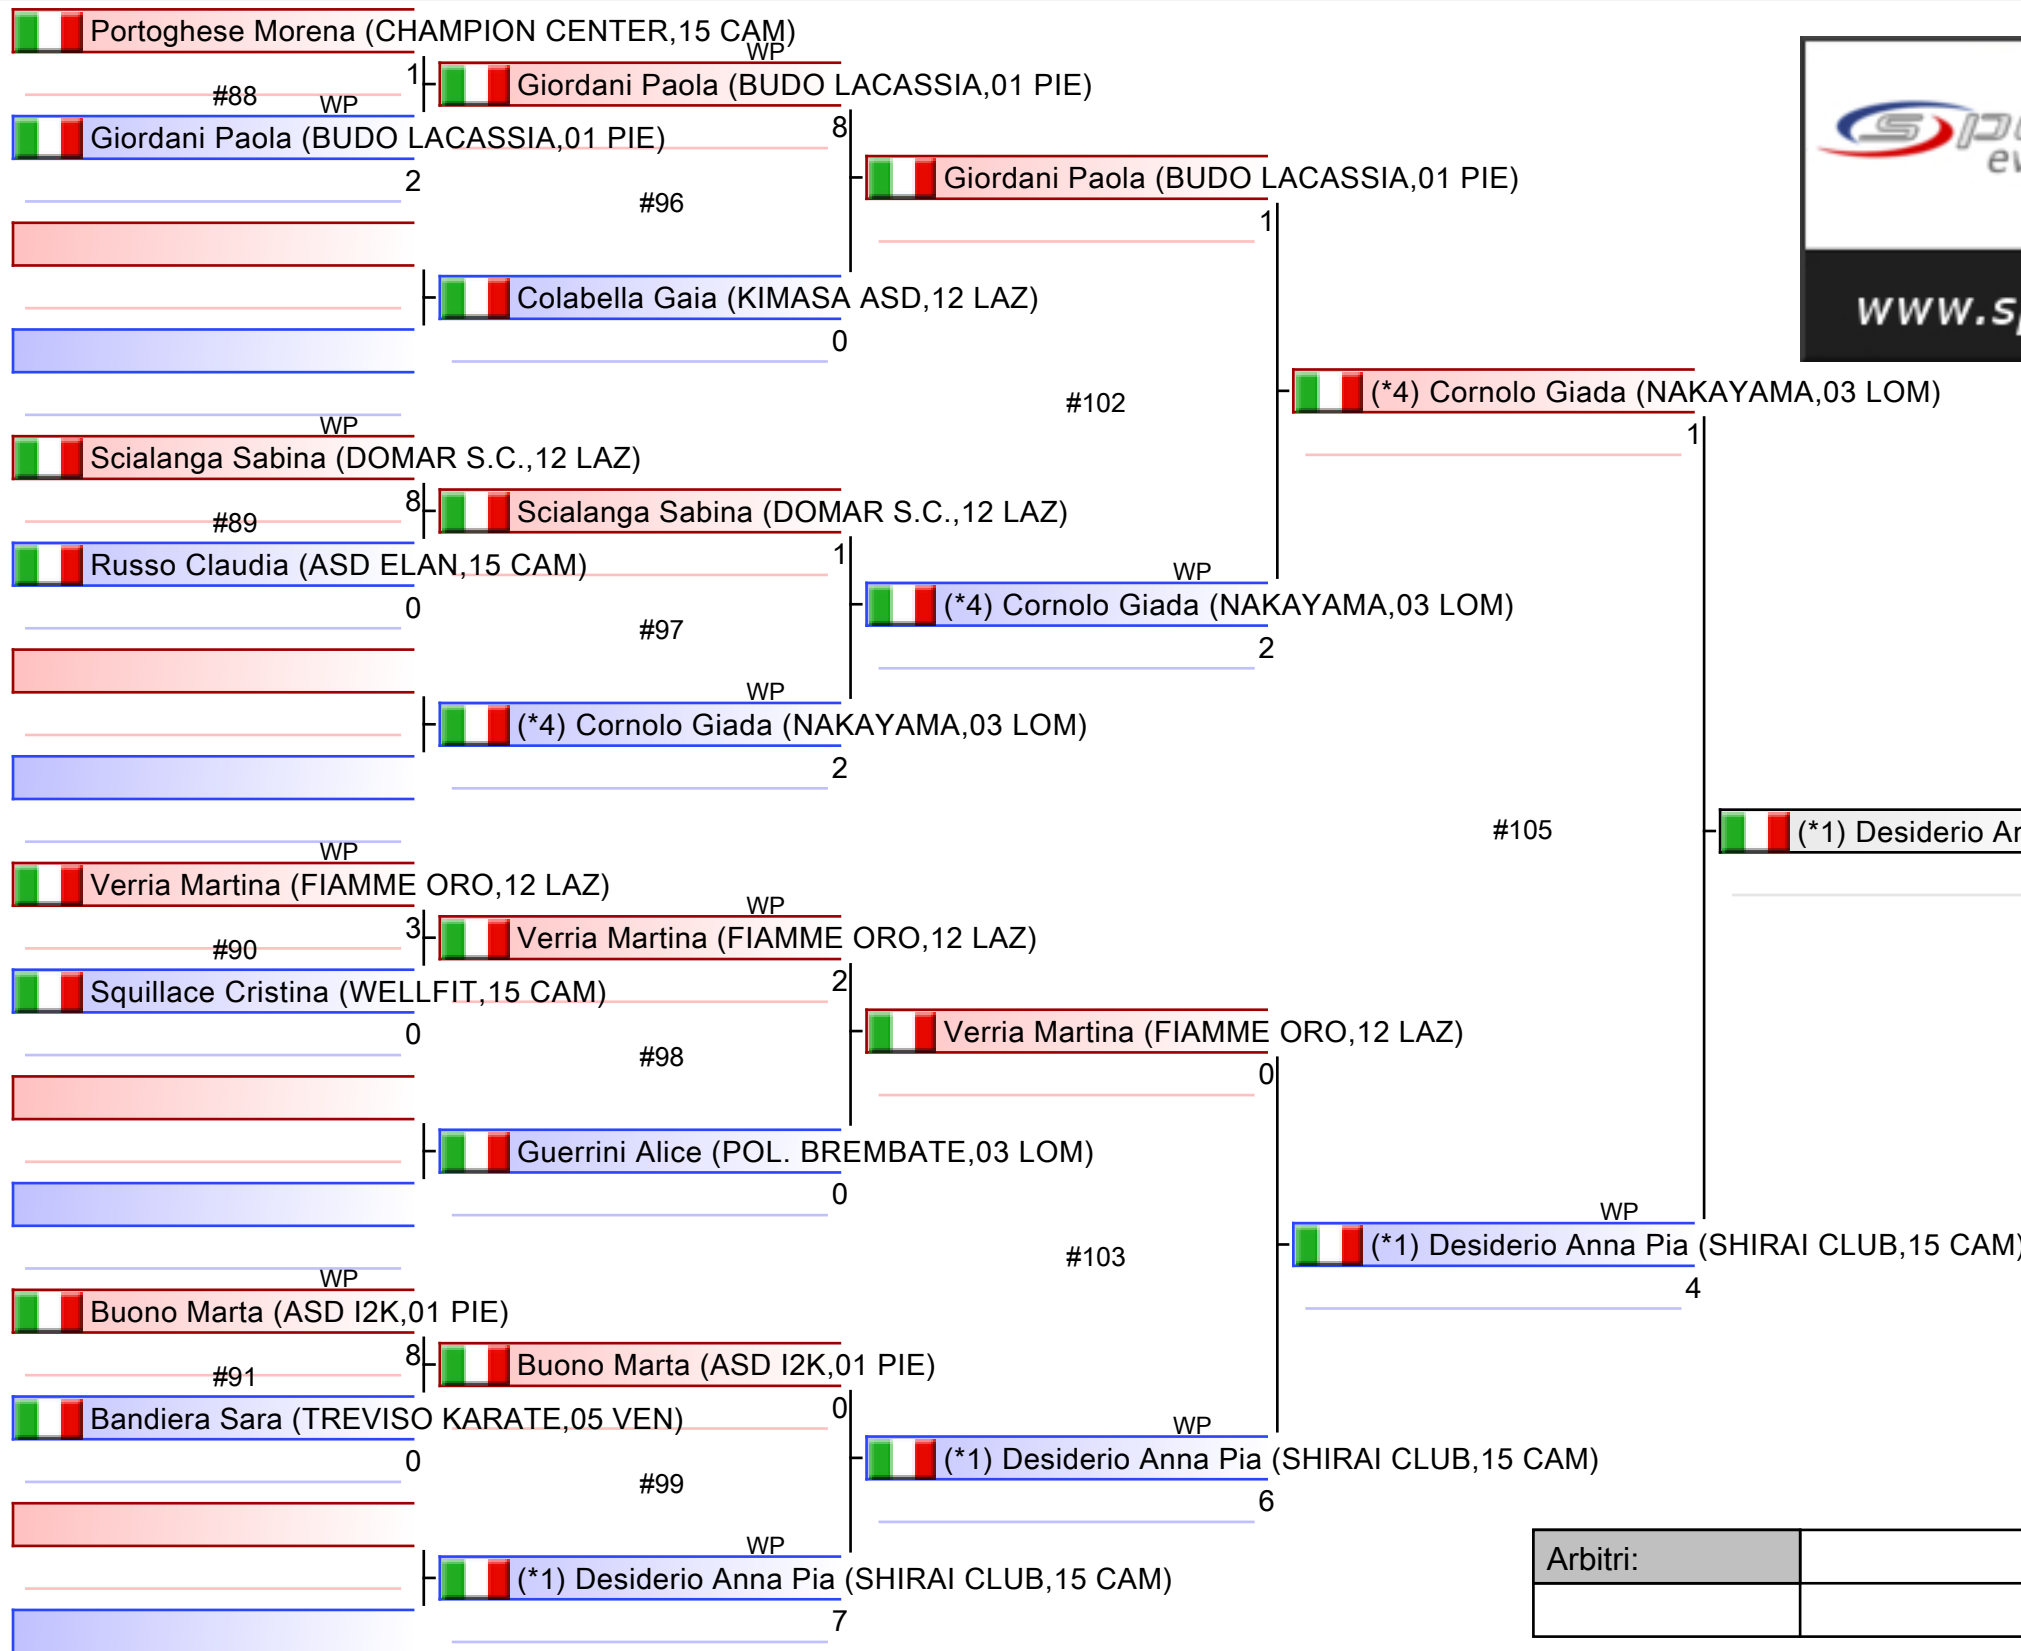 Portoghese Morena (CHAMPION CENTER,15 CAM)
1
#88
WP
Giordani Paola (BUDO LACASSIA,01 PIE)
2
WP
Scialanga Sabina (DOMAR S.C.,12 LAZ)
8
#89
Russo Claudia (ASD ELAN,15 CAM)
0
WP
Verria Martina (FIAMME ORO,12 LAZ)
3
#90
Squillace Cristina (WELLFIT,15 CAM)
0
WP
Buono Marta (ASD I2K,01 PIE)
8
#91
Bandiera Sara (TREVISO KARATE,05 VEN)
0
WP
Giordani Paola (BUDO LACASSIA,01 PIE)
8
#96
Colabella Gaia (KIMASA ASD,12 LAZ)
0
Scialanga Sabina (DOMAR S.C.,12 LAZ)
1
#97
WP
(*4) Cornolo Giada (NAKAYAMA,03 LOM)
2
WP
Verria Martina (FIAMME ORO,12 LAZ)
2
#98
Guerrini Alice (POL. BREMBATE,03 LOM)
0
Buono Marta (ASD I2K,01 PIE)
0
#99
WP
(*1) Desiderio Anna Pia (SHIRAI CLUB,15 CAM)
7
Giordani Paola (BUDO LACASSIA,01 PIE)
1
#102
WP
(*4) Cornolo Giada (NAKAYAMA,03 LOM)
2
Verria Martina (FIAMME ORO,12 LAZ)
0
#103
WP
(*1) Desiderio Anna Pia (SHIRAI CLUB,15 CAM)
6
(*4) Cornolo Giada (NAKAYAMA,03 LOM)
1
#105
WP
(*1) Desiderio Anna Pia (SHIRAI CLUB,15 CAM)
4
(*1) Desiderio An
www.sp
Arbitri: